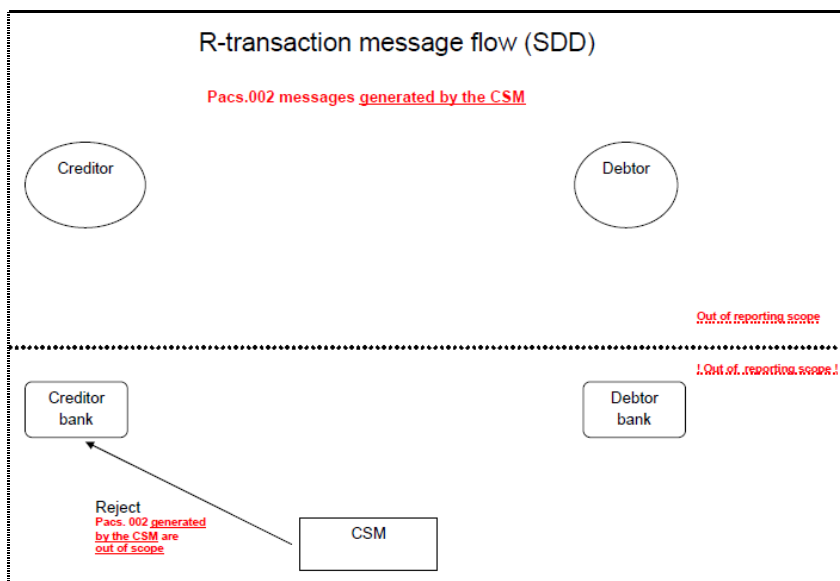 R-transaction message flow (SDD)
Pacs.002 messages generated by the CSM
Creditor
Debtor
Out of reporting scope
! Out of reporting scope !
Creditor
bank
Debtor
bank
Reject
Pacs. 002 generated
by the CSM are
out of scope
CSM